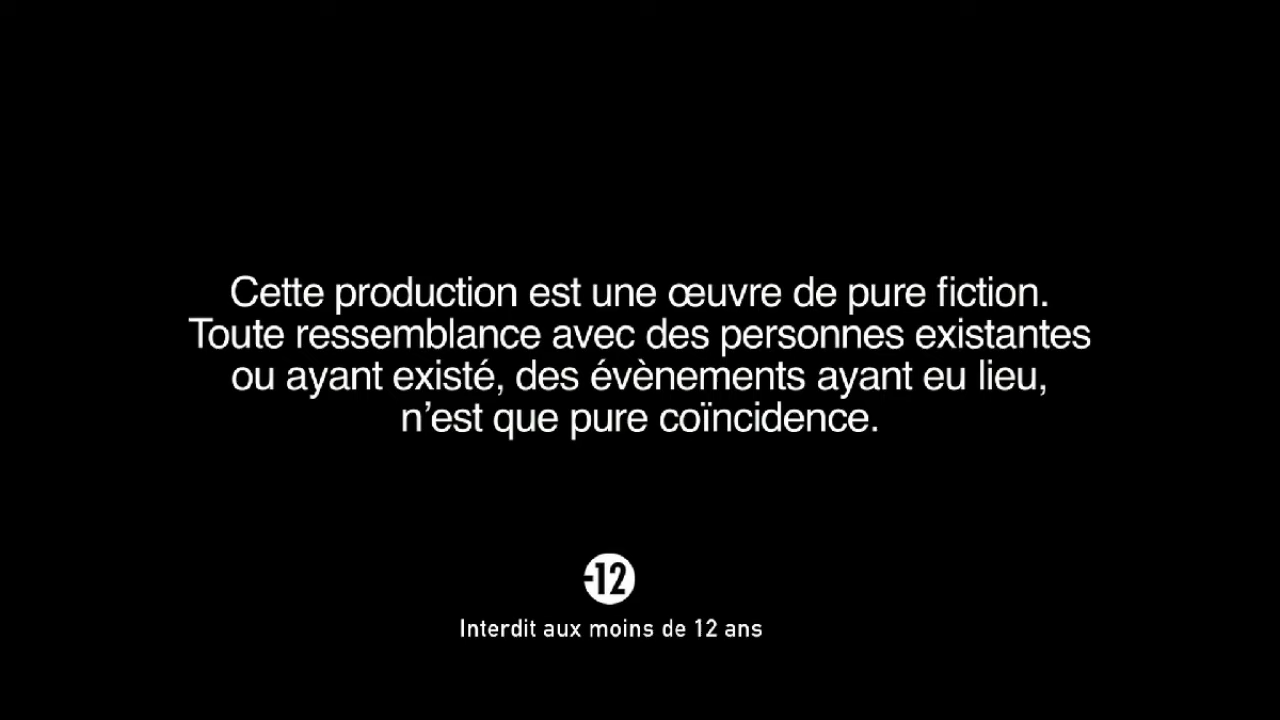 Cette production est une œuvre de pure fiction.
Toute ressemblance avec des personnes existantes
ou ayant existé, des évènements ayant eu lieu,
n’est que pure coïncidence.
-12
Interdit aux moins de 12 ans